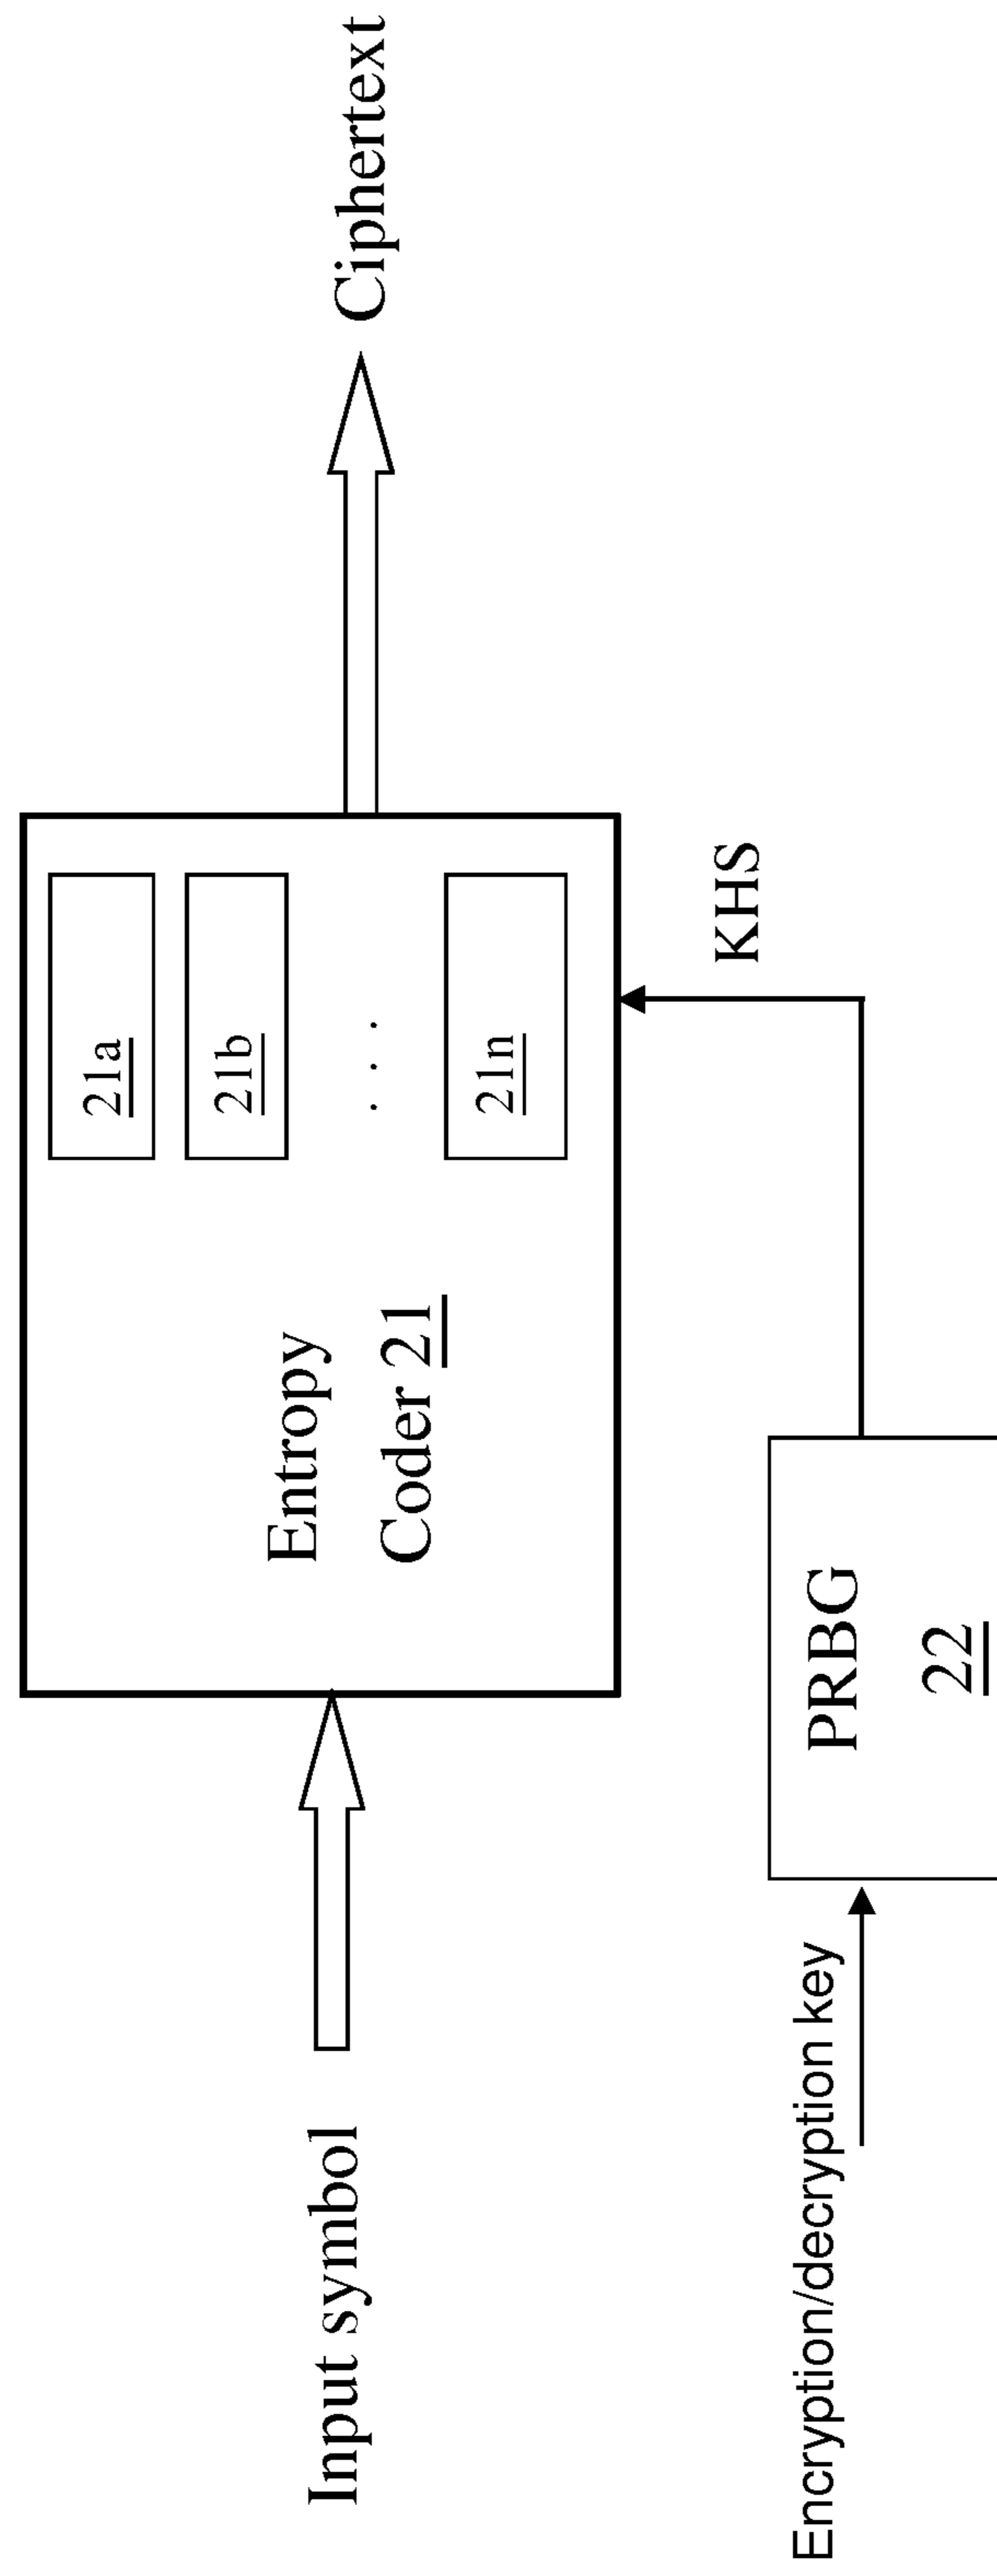 Input symbol
Entropy
Coder 21
21a
21b
. . .
21n
Ciphertext
KHS
Encryption/decryption key
PRBG
22